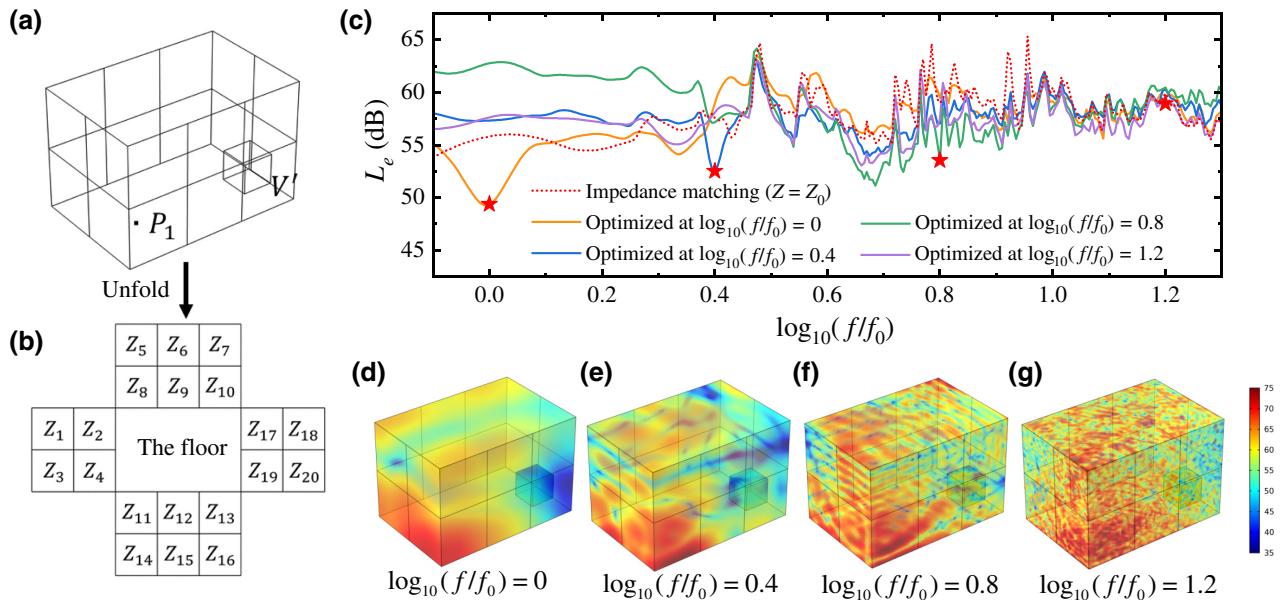 (a)
P₁
V′
Unfold
(b)
Z₅ Z₆ Z₇
Z₈ Z₉ Z₁₀
Z₁ Z₂ The floor Z₁₇ Z₁₈
Z₃ Z₄ Z₁₉ Z₂₀
Z₁₁ Z₁₂ Z₁₃
Z₁₄ Z₁₅ Z₁₆
(c)
Lₑ (dB)
65
60
55
50
45
Impedance matching (Z = Z₀)
Optimized at log₁₀(f/f₀) = 0
Optimized at log₁₀(f/f₀) = 0.4
Optimized at log₁₀(f/f₀) = 0.8
Optimized at log₁₀(f/f₀) = 1.2
0.0 0.2 0.4 0.6 0.8 1.0 1.2
log₁₀(f/f₀)
(d)
log₁₀(f/f₀) = 0
(e)
log₁₀(f/f₀) = 0.4
(f)
log₁₀(f/f₀) = 0.8
(g)
log₁₀(f/f₀) = 1.2
75
70
65
60
55
50
45
40
35